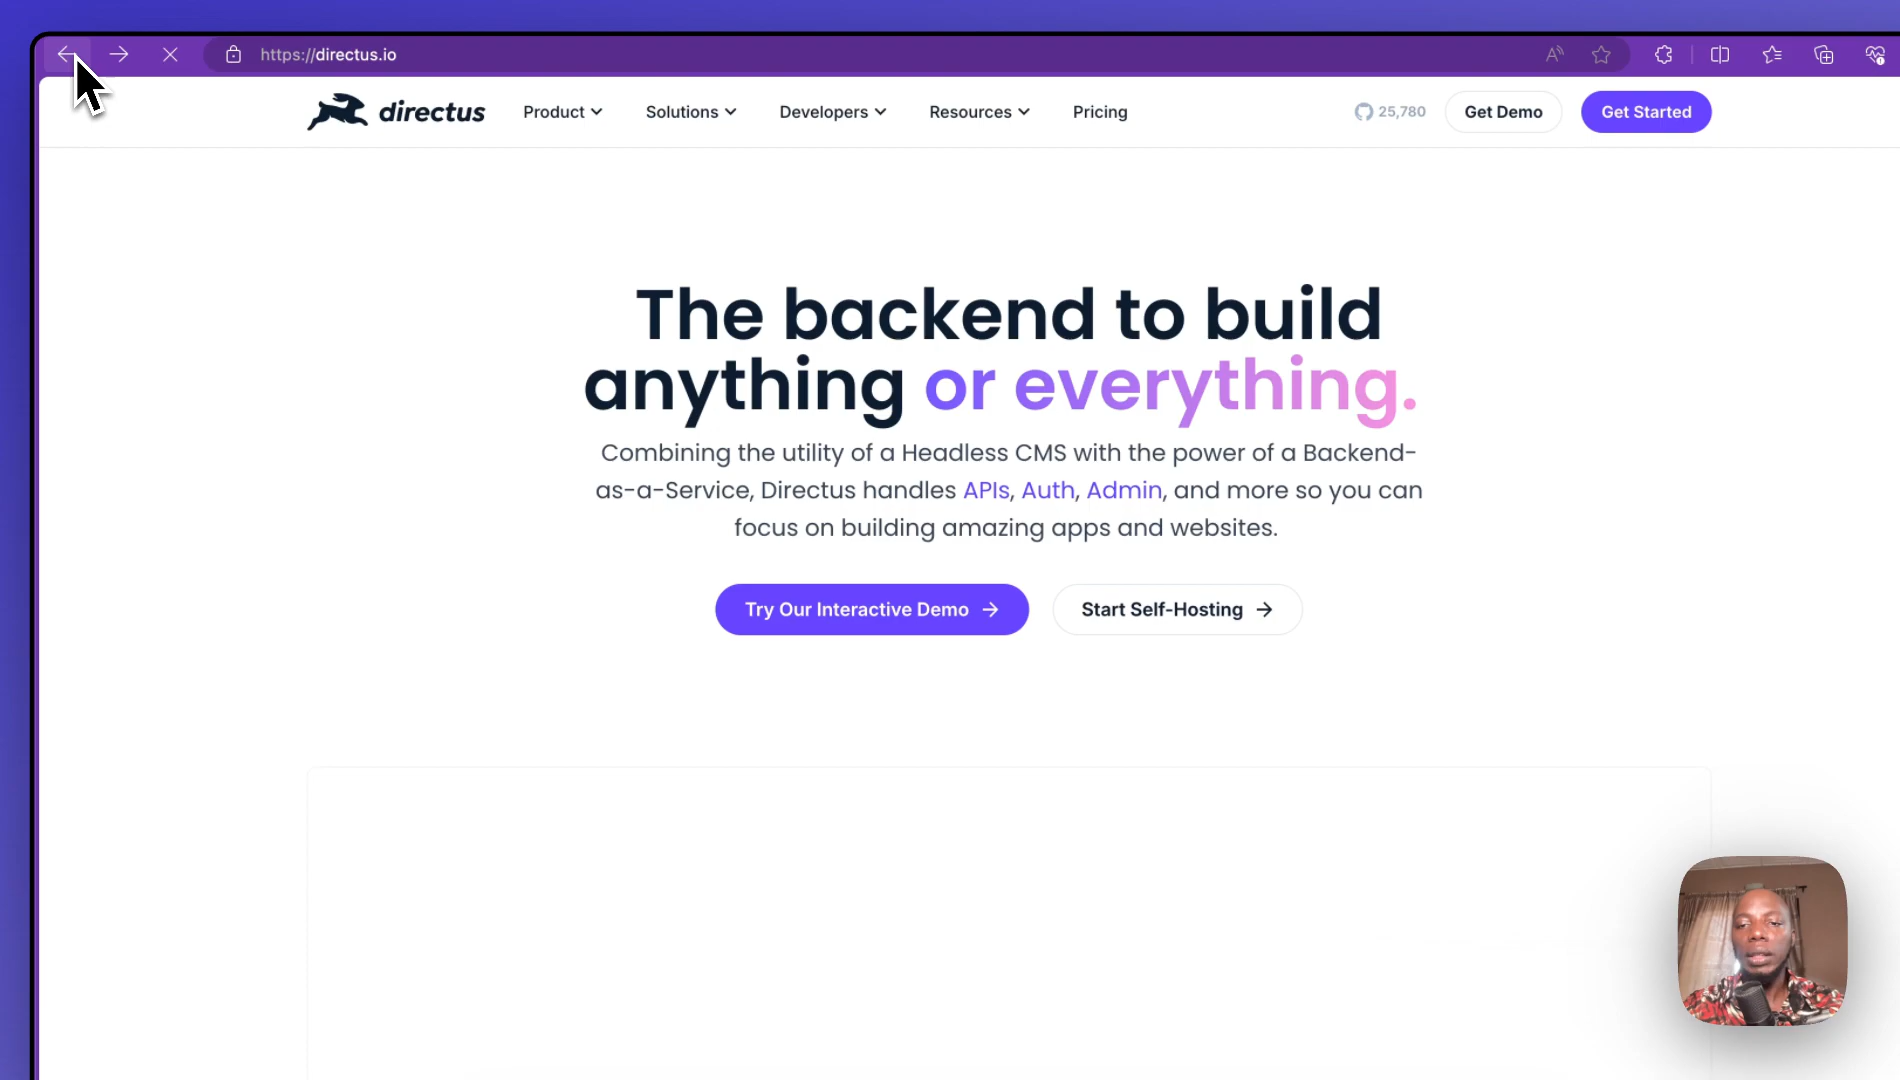 https://directus.io
directus Product Solutions Developers Resources Pricing 25,780 Get Demo Get Started
The backend to build
anything or everything.
Combining the utility of a Headless CMS with the power of a Backend-
as-a-Service, Directus handles APIs, Auth, Admin, and more so you can
focus on building amazing apps and websites.
Try Our Interactive Demo → Start Self-Hosting →